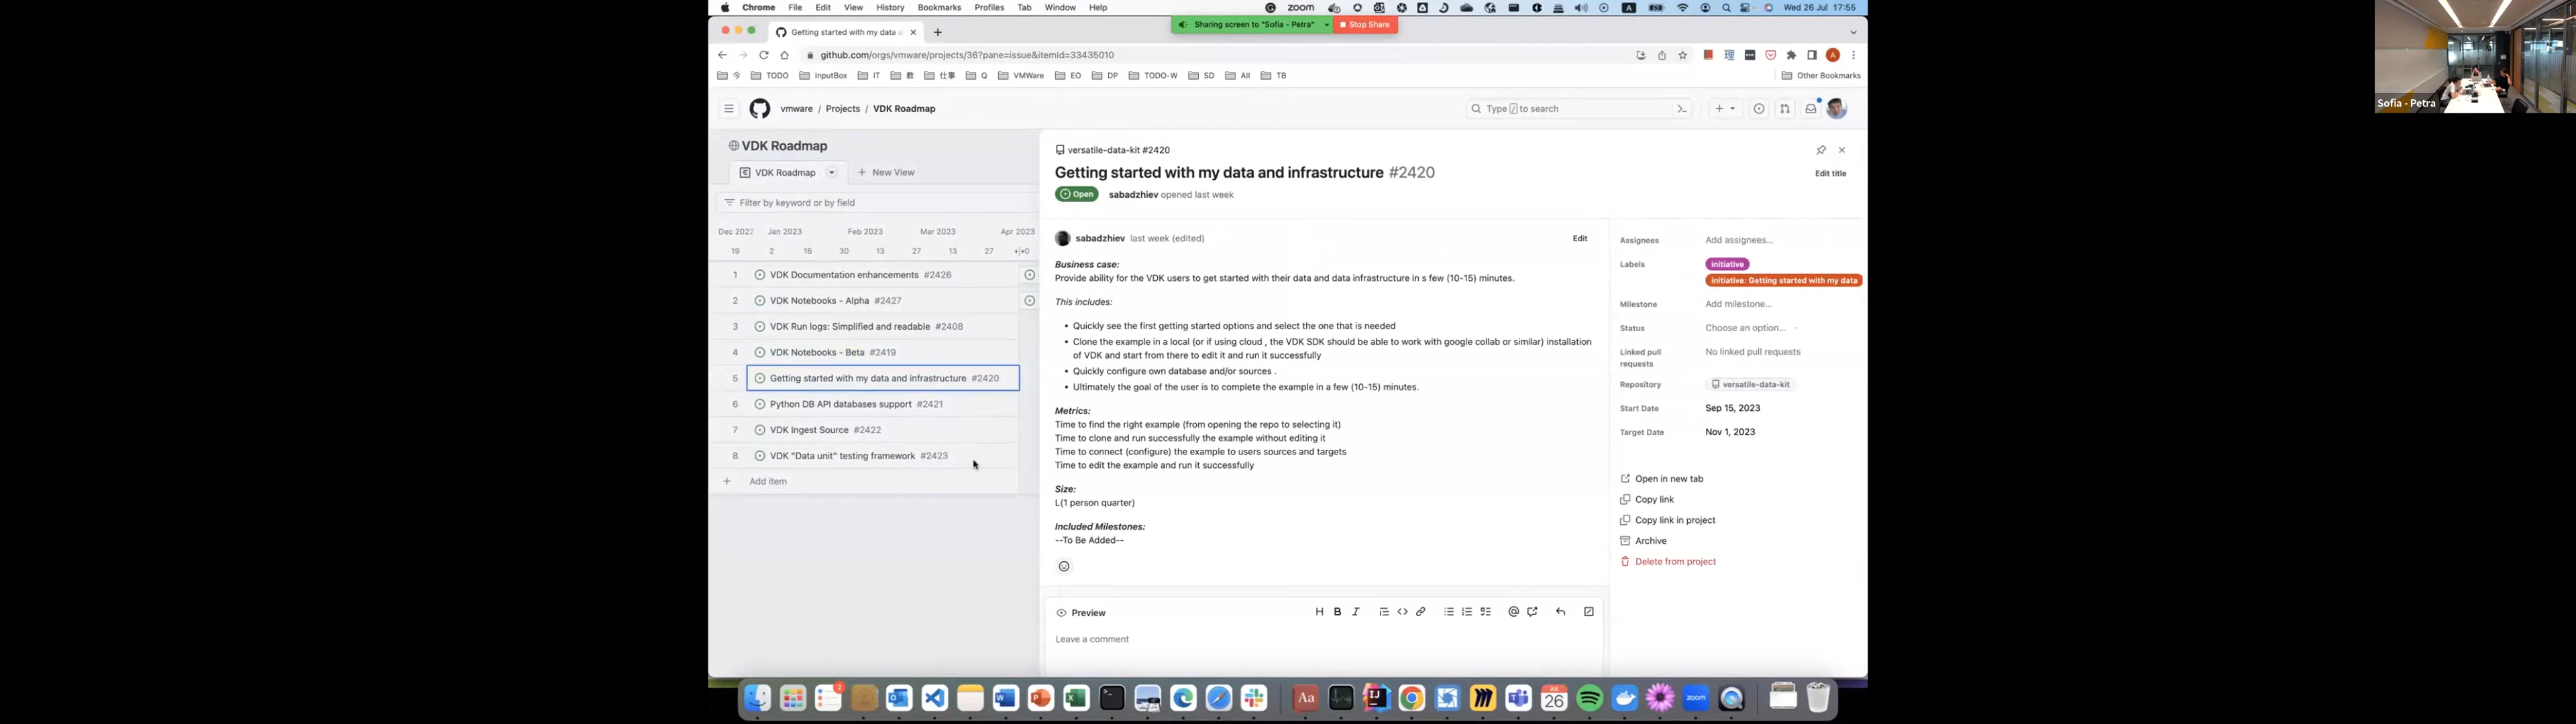 Chrome File Edit View History Bookmarks Profiles Tab Window Help
zoom
A
Wed 26 Jul 17:55
Sharing screen to "Sofia - Petra"
Stop Share
Getting started with my data a
github.com/orgs/vmware/projects/36?pane=issue&itemId=33435010
今 TODO InputBox IT 教 仕事 Q VMWare EO DP TODO-W SD All TB Other Bookmarks
vmware / Projects / VDK Roadmap
Type / to search
VDK Roadmap
VDK Roadmap
New View
Filter by keyword or by field
Dec 2022 Jan 2023 Feb 2023 Mar 2023 Apr 2023
19 2 16 30 13 27 13 27
1 VDK Documentation enhancements #2426
2 VDK Notebooks - Alpha #2427
3 VDK Run logs: Simplified and readable #2408
4 VDK Notebooks - Beta #2419
5 Getting started with my data and infrastructure #2420
6 Python DB API databases support #2421
7 VDK Ingest Source #2422
8 VDK "Data unit" testing framework #2423
+ Add item
versatile-data-kit #2420
Getting started with my data and infrastructure #2420
Edit title
Open
sabadzhiev opened last week
sabadzhiev last week (edited)
Edit
Business case:
Provide ability for the VDK users to get started with their data and data infrastructure in s few (10-15) minutes.
This includes:
• Quickly see the first getting started options and select the one that is needed
• Clone the example in a local (or if using cloud , the VDK SDK should be able to work with google collab or similar) installation
of VDK and start from there to edit it and run it successfully
• Quickly configure own database and/or sources .
• Ultimately the goal of the user is to complete the example in a few (10-15) minutes.
Metrics:
Time to find the right example (from opening the repo to selecting it)
Time to clone and run successfully the example without editing it
Time to connect (configure) the example to users sources and targets
Time to edit the example and run it successfully
Size:
L(1 person quarter)
Included Milestones:
--To Be Added--
Preview
H B I
Leave a comment
Assignees Add assignees...
Labels initiative
initiative: Getting started with my data
Milestone Add milestone...
Status Choose an option...
Linked pull requests No linked pull requests
Repository versatile-data-kit
Start Date Sep 15, 2023
Target Date Nov 1, 2023
Open in new tab
Copy link
Copy link in project
Archive
Delete from project
Sofia - Petra
2
Aa
IJ
JUL
26
zoom